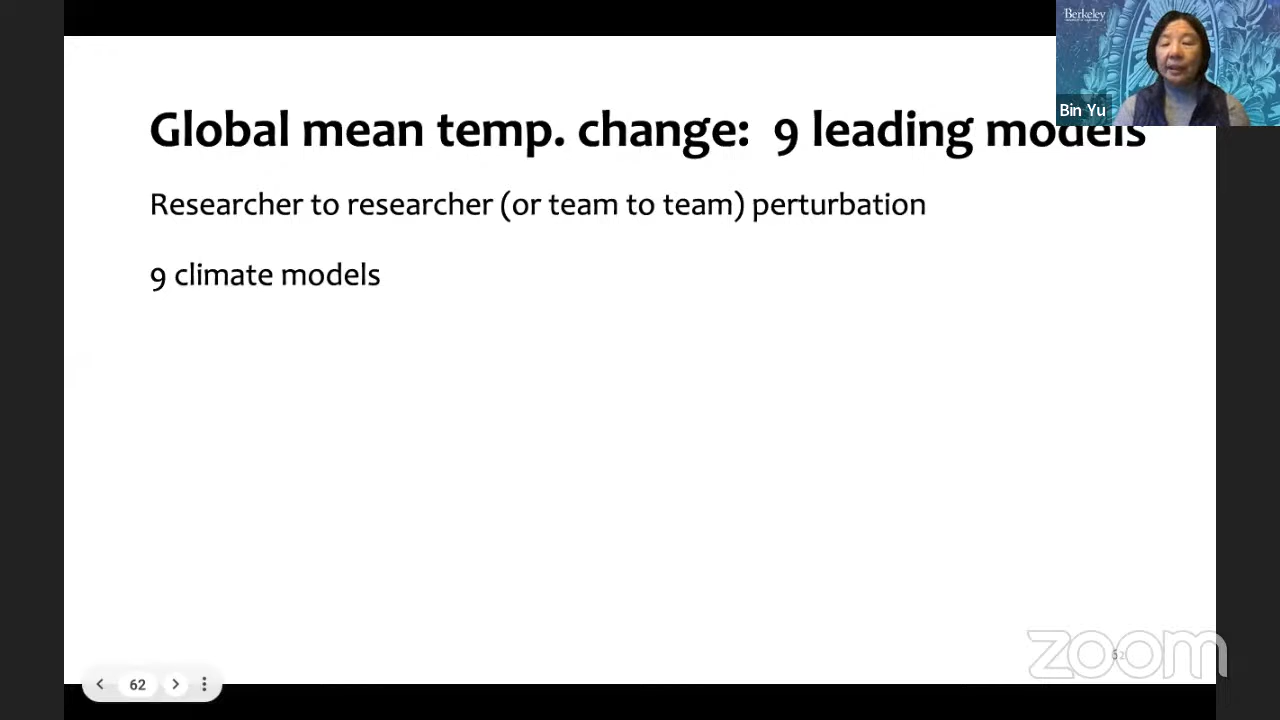 Berkeley
Bin Yu
Global mean temp. change: 9 leading models
Researcher to researcher (or team to team) perturbation
9 climate models
zoom
62
62